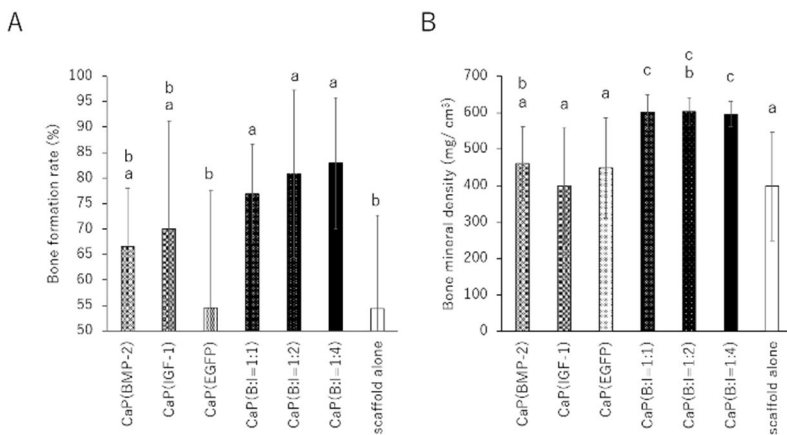 A
Bone formation rate (%)
100
95
90
85
80
75
70
65
60
55
50
b
a
b
a
b
a
a
a
b
CaP(BMP-2)
CaP(IGF-1)
CaP(EGFP)
CaP(B:I=1:1)
CaP(B:I=1:2)
CaP(B:I=1:4)
scaffold alone
B
Bone mineral density (mg/ cm³)
700
600
500
400
300
200
100
0
b
a
a
a
c
c
b
c
a
CaP(BMP-2)
CaP(IGF-1)
CaP(EGFP)
CaP(B:I=1:1)
CaP(B:I=1:2)
CaP(B:I=1:4)
scaffold alone